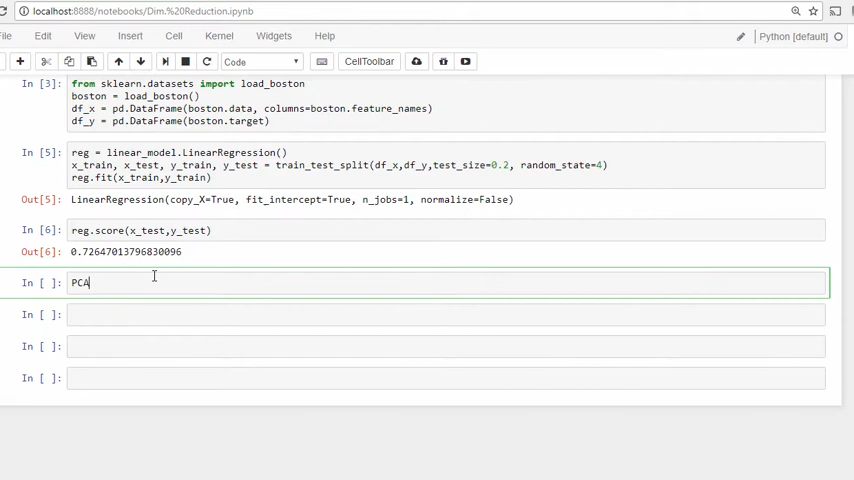 localhost:8888/notebooks/Dim.%20Reduction.ipynb
File Edit View Insert Cell Kernel Widgets Help
Python [default]
Code CellToolbar
In [3]: from sklearn.datasets import load_boston
boston = load_boston()
df_x = pd.DataFrame(boston.data, columns=boston.feature_names)
df_y = pd.DataFrame(boston.target)
In [5]: reg = linear_model.LinearRegression()
x_train, x_test, y_train, y_test = train_test_split(df_x,df_y,test_size=0.2, random_state=4)
reg.fit(x_train,y_train)
Out[5]: LinearRegression(copy_X=True, fit_intercept=True, n_jobs=1, normalize=False)
In [6]: reg.score(x_test,y_test)
Out[6]: 0.72647013796830096
In [ ]: PCA
In [ ]:
In [ ]:
In [ ]: